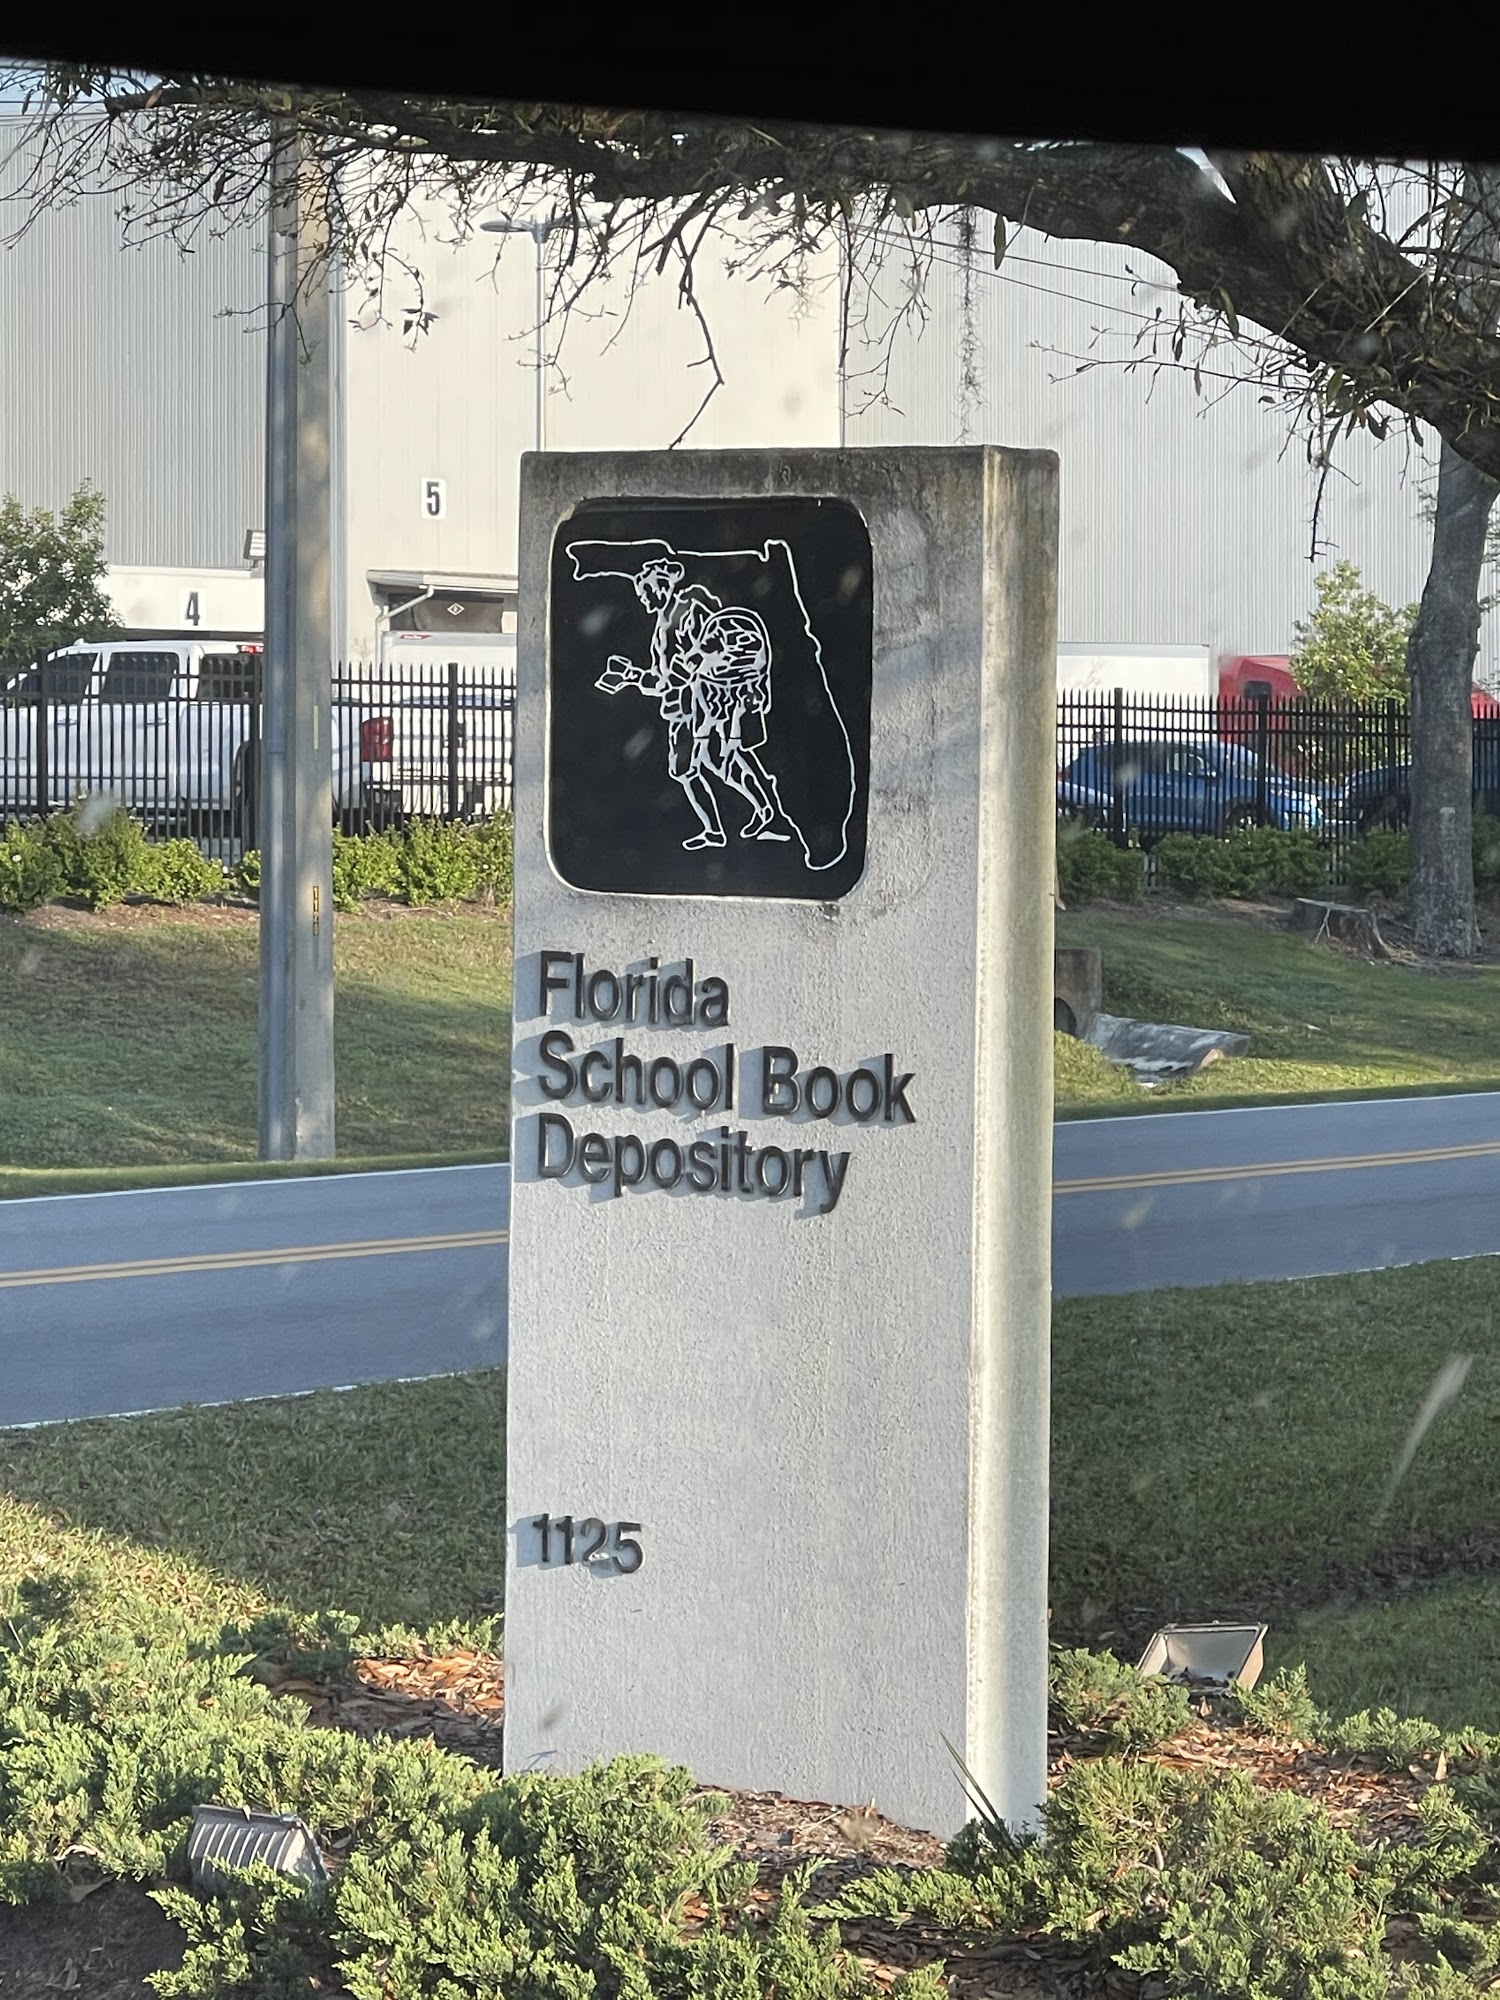 5
4
Florida
School Book
Depository
1125